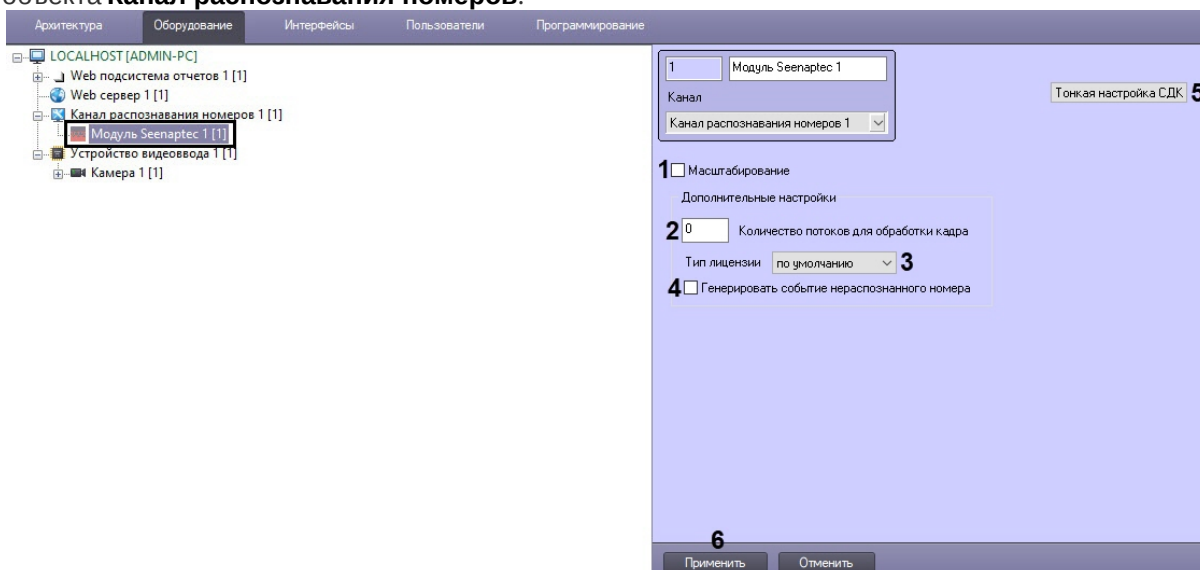 объекта Канал распознавания номеров.
Архитектура Оборудование Интерфейсы Пользователи Программирование
LOCALHOST [ADMIN-PC]
Web подсистема отчетов 1 [1]
Web сервер 1 [1]
Канал распознавания номеров 1 [1]
Модуль Seenaptec 1 [1]
Устройство видеоввода 1 [1]
Камера 1 [1]
1 Модуль Seenaptec 1
Канал
Тонкая настройка СДК 5
Канал распознавания номеров 1
1 Масштабирование
Дополнительные настройки
2 0 Количество потоков для обработки кадра
Тип лицензии по умолчанию 3
4 Генерировать событие нераспознанного номера
6
Применить Отменить